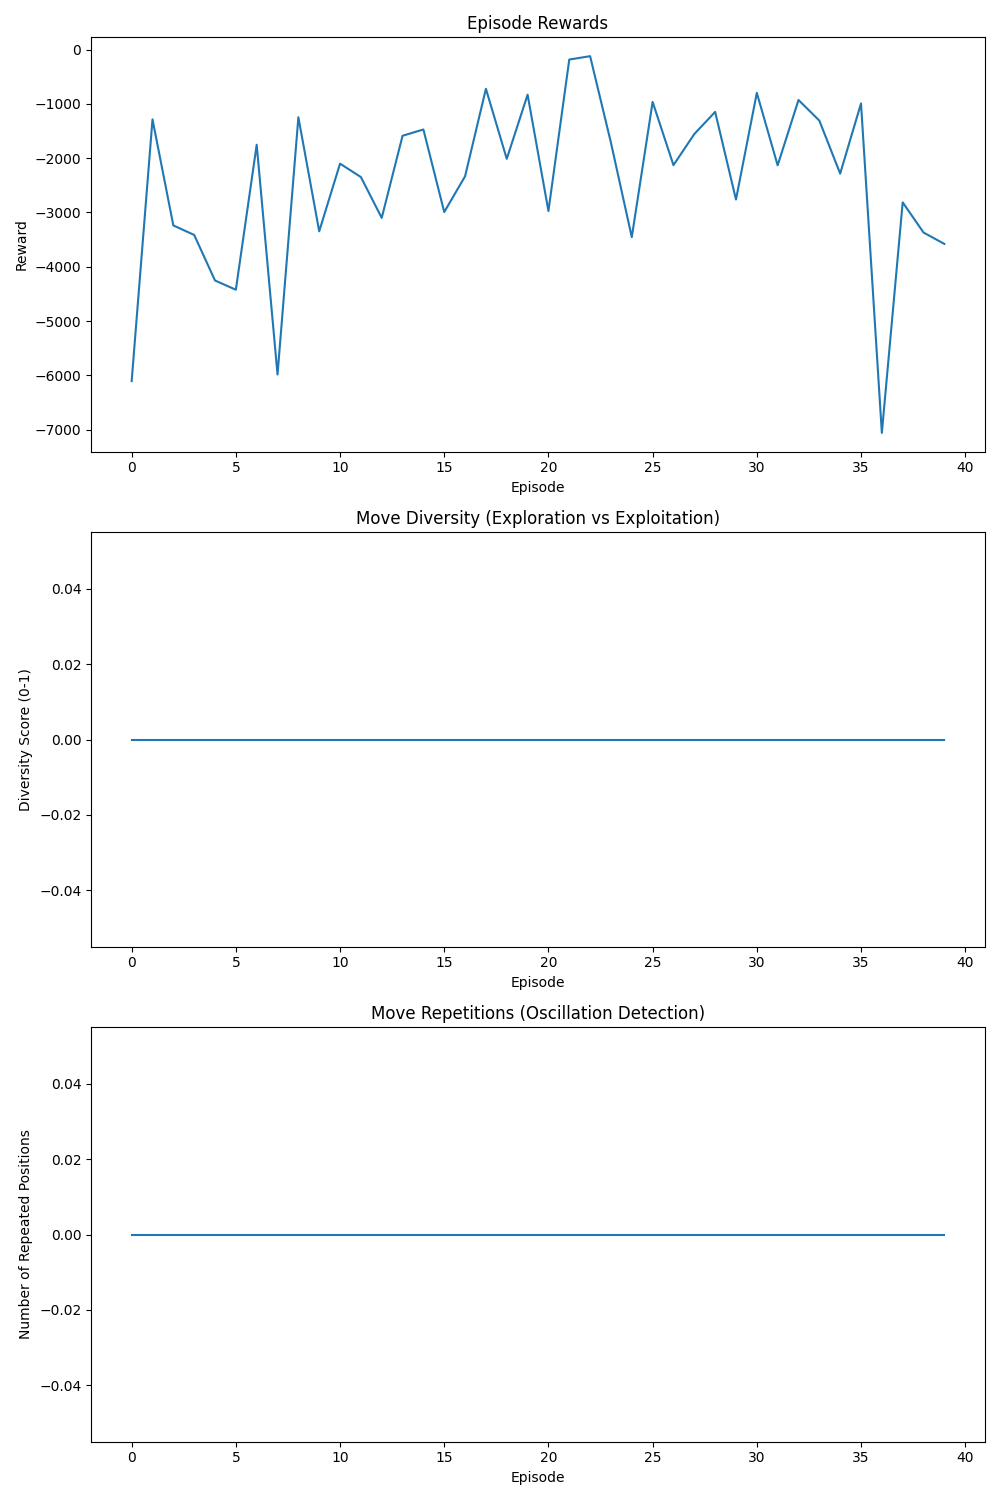 Episode Rewards
0
−1000
−2000
−3000
−4000
−5000
−6000
−7000
Reward
0 5 10 15 20 25 30 35 40
Episode
Move Diversity (Exploration vs Exploitation)
0.04
0.02
0.00
−0.02
−0.04
Diversity Score (0-1)
0 5 10 15 20 25 30 35 40
Episode
Move Repetitions (Oscillation Detection)
0.04
0.02
0.00
−0.02
−0.04
Number of Repeated Positions
0 5 10 15 20 25 30 35 40
Episode